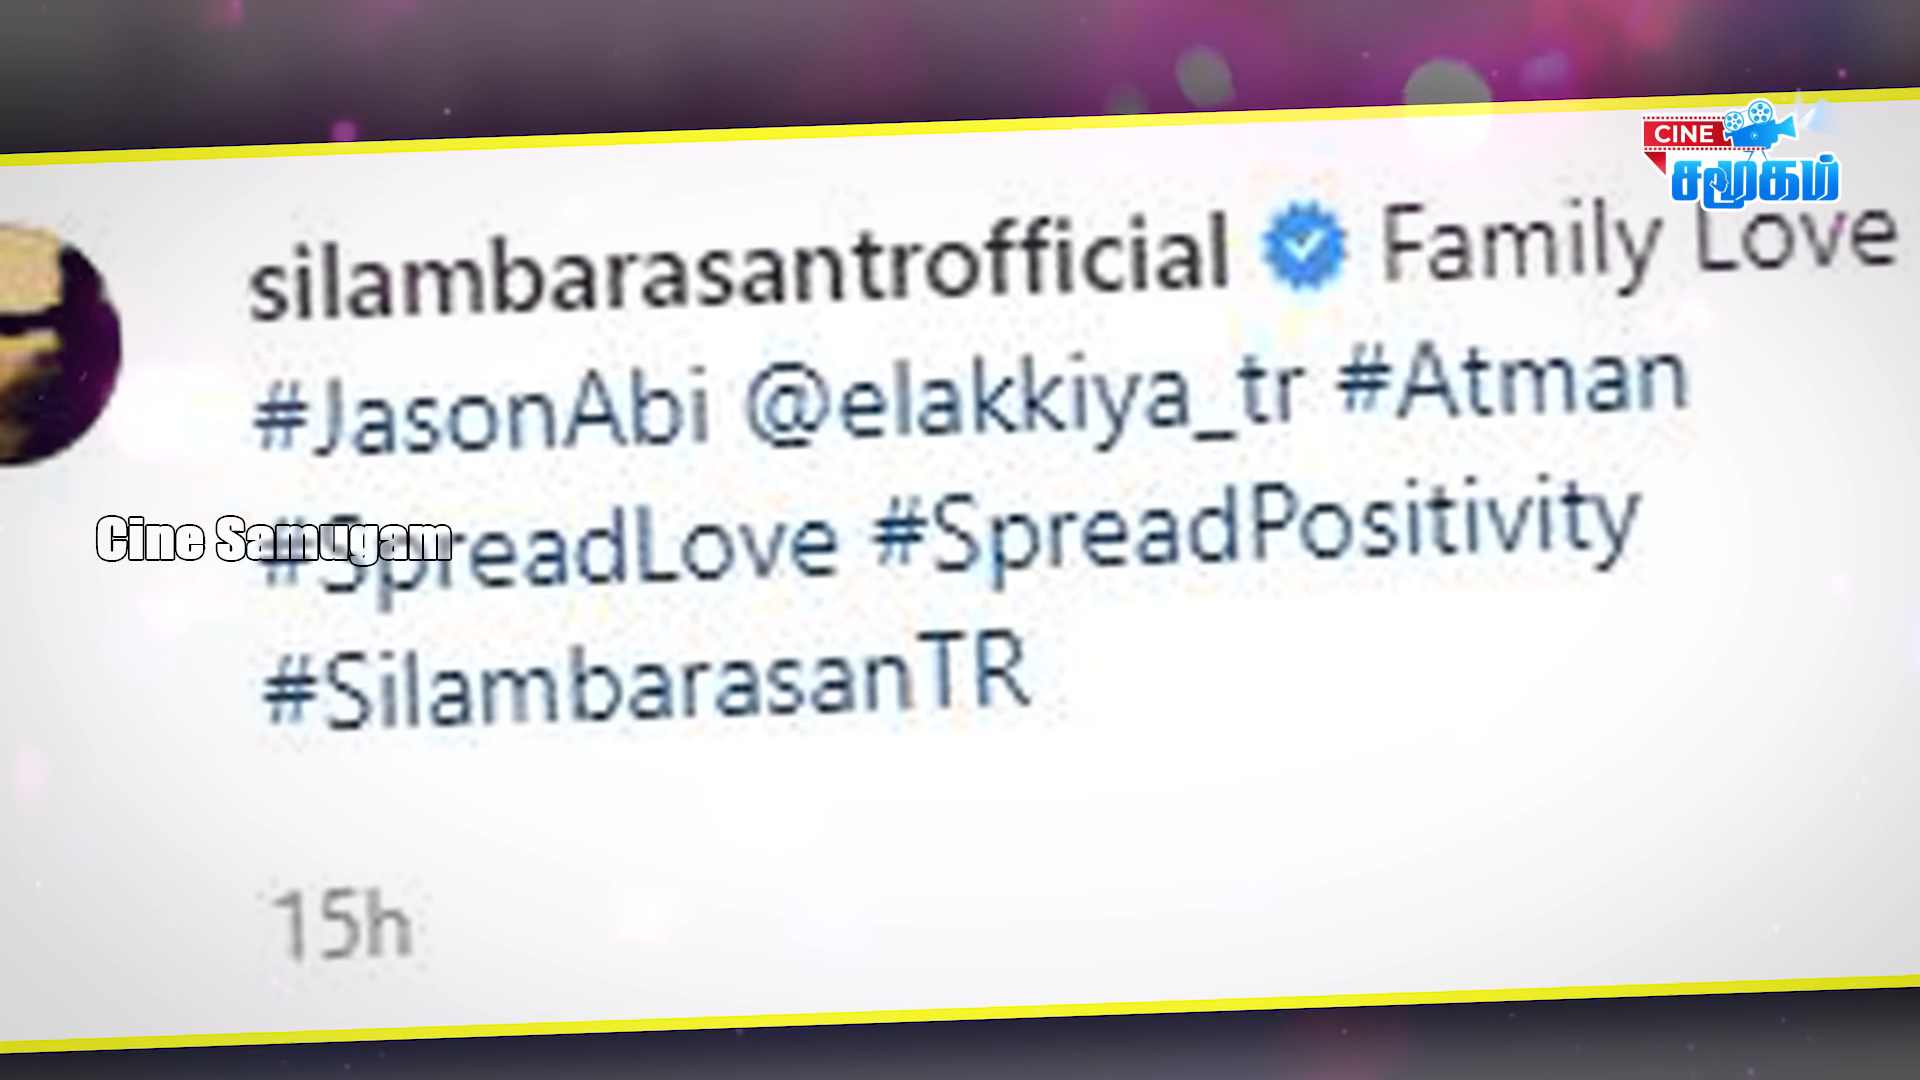 CINE
சமூகம்
silambarasantrofficial Family Love
#JasonAbi @elakkiya_tr #Atman
#SpreadLove #SpreadPositivity
Cine Samugam
#SilambarasanTR
15h